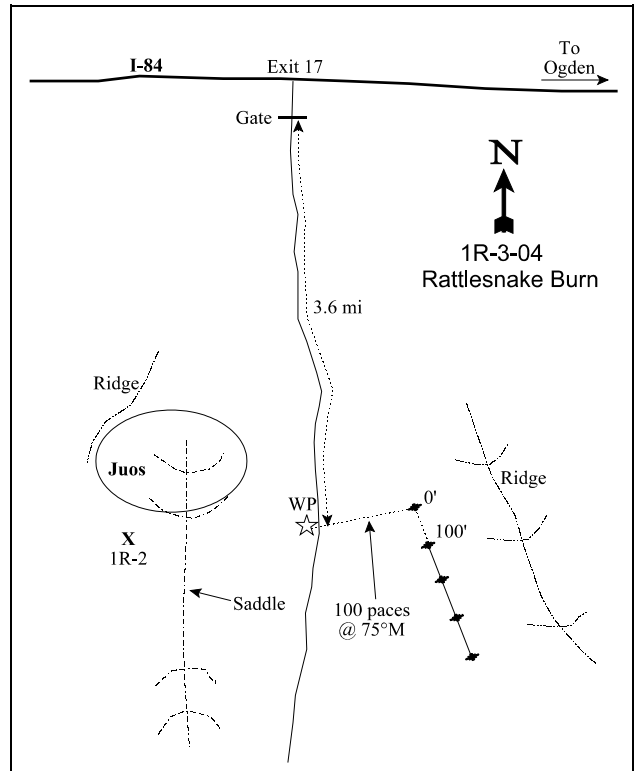 To
I-84
Exit 17
Ogden
Gate
N
1R-3-04
Rattlesnake Burn
3.6 mi
Ridge
Juos
Ridge
WP
0'
100'
X
1R-2
Saddle
100 paces
@ 75°M